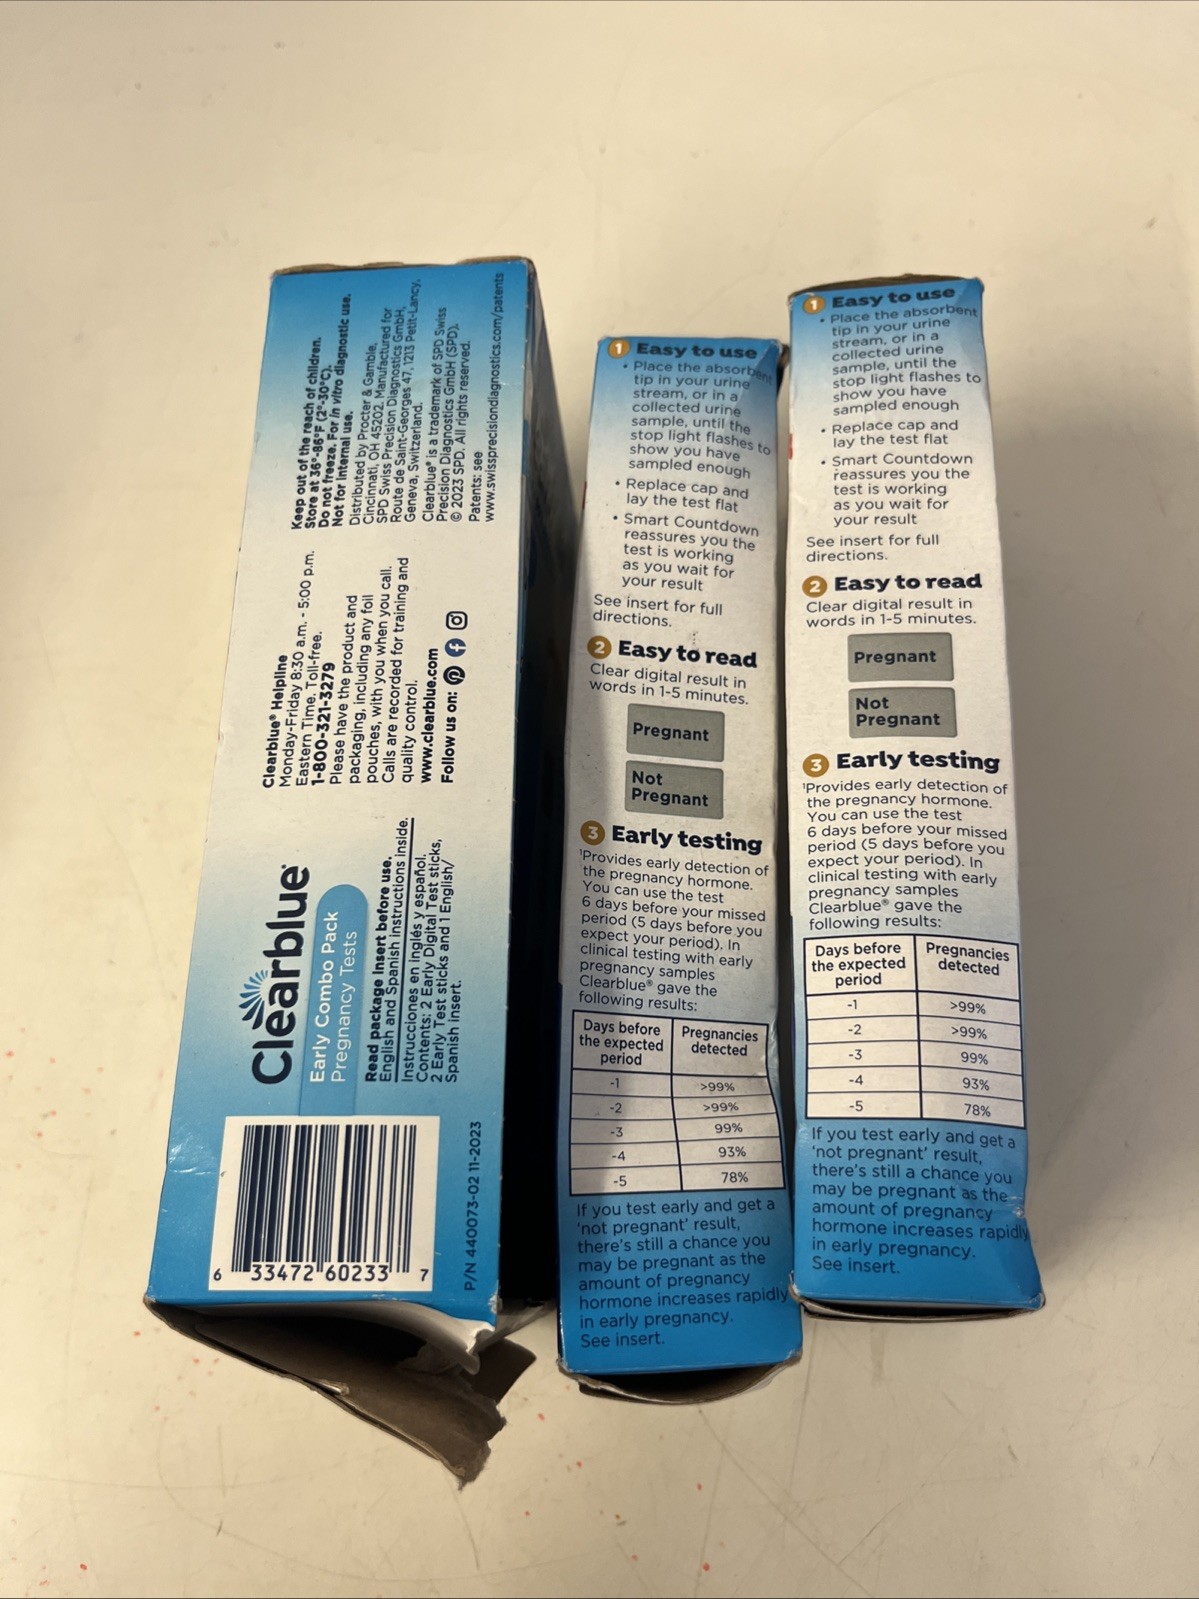 Clearblue®
Early Combo Pack
Pregnancy Tests
Read package insert before use.
English and Spanish instructions inside.
Instrucciones en inglés y español.
Contents: 2 Early Digital Test sticks,
2 Early Test sticks and 1 English/
Spanish insert.
6 33472 60233 7
P/N 440073-02 11-2023
Clearblue® Helpline
Monday-Friday 8:30 a.m. - 5:00 p.m.
Eastern Time. Toll-free.
1-800-321-3279
Please have the product and
packaging, including any foil
pouches, with you when you call.
Calls are recorded for training and
quality control.
www.clearblue.com
Follow us on:
Keep out of the reach of children.
Store at 36°-86°F (2°-30°C).
Do not freeze. For in vitro diagnostic use.
Not for internal use.
Distributed by Procter & Gamble,
Cincinnati, OH 45202. Manufactured for
SPD Swiss Precision Diagnostics GmbH,
Route de Saint-Georges 47, 1213 Petit-Lancy,
Geneva, Switzerland.
Clearblue® is a trademark of SPD Swiss
Precision Diagnostics GmbH (SPD).
© 2023 SPD. All rights reserved.
Patents: see
www.swissprecisiondiagnostics.com/patents
1 Easy to use
• Place the absorbent
tip in your urine
stream, or in a
collected urine
sample, until the
stop light flashes to
show you have
sampled enough
• Replace cap and
lay the test flat
• Smart Countdown
reassures you the
test is working
as you wait for
your result
See insert for full
directions.
2 Easy to read
Clear digital result in
words in 1-5 minutes.
Pregnant
Not
Pregnant
3 Early testing
¹Provides early detection of
the pregnancy hormone.
You can use the test
6 days before your missed
period (5 days before you
expect your period). In
clinical testing with early
pregnancy samples
Clearblue® gave the
following results:
Days before the expected period Pregnancies detected
-1 >99%
-2 >99%
-3 99%
-4 93%
-5 78%
If you test early and get a
'not pregnant' result,
there's still a chance you
may be pregnant as the
amount of pregnancy
hormone increases rapidly
in early pregnancy.
See insert.
1 Easy to use
• Place the absorbent
tip in your urine
stream, or in a
collected urine
sample, until the
stop light flashes to
show you have
sampled enough
• Replace cap and
lay the test flat
• Smart Countdown
reassures you the
test is working
as you wait for
your result
See insert for full
directions.
2 Easy to read
Clear digital result in
words in 1-5 minutes.
Pregnant
Not
Pregnant
3 Early testing
¹Provides early detection of
the pregnancy hormone.
You can use the test
6 days before your missed
period (5 days before you
expect your period). In
clinical testing with early
pregnancy samples
Clearblue® gave the
following results:
Days before the expected period Pregnancies detected
-1 >99%
-2 >99%
-3 99%
-4 93%
-5 78%
If you test early and get a
'not pregnant' result,
there's still a chance you
may be pregnant as the
amount of pregnancy
hormone increases rapidly
in early pregnancy.
See insert.